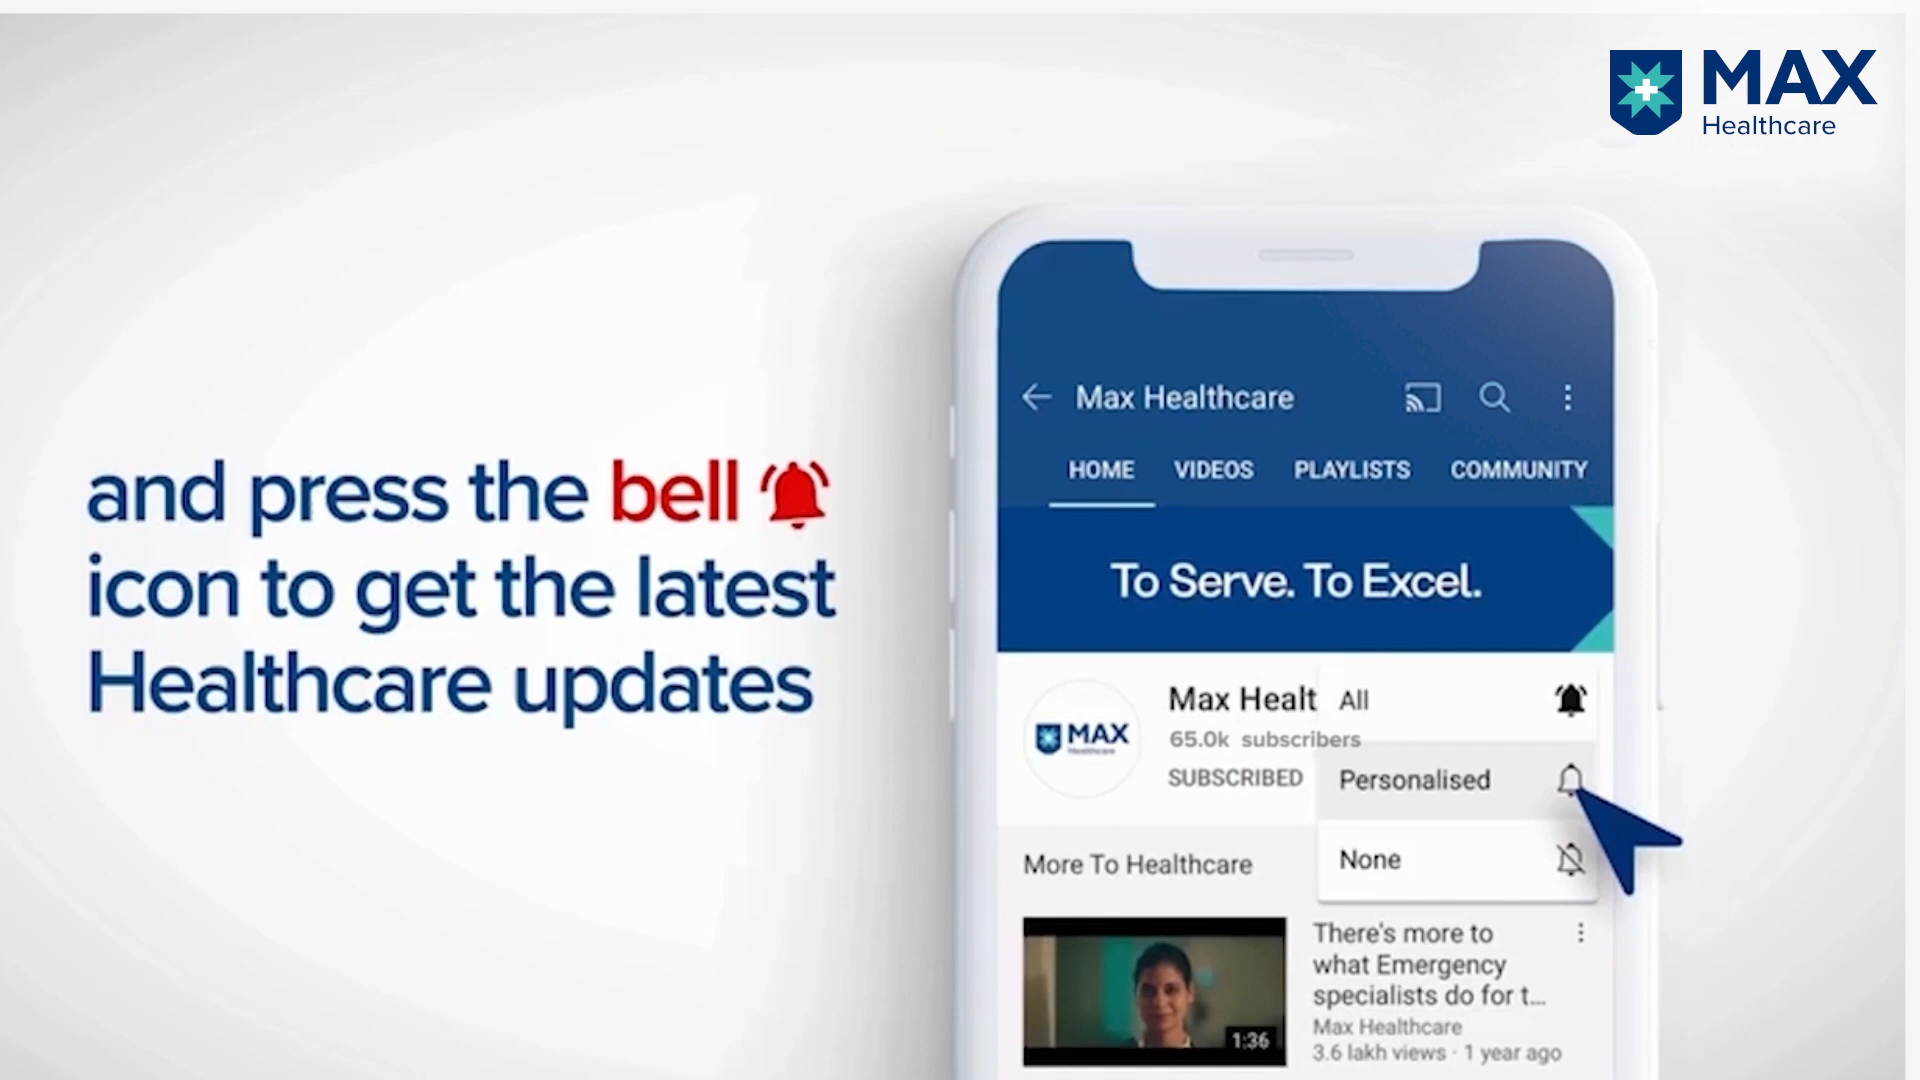 MAX
Healthcare
and press the bell
icon to get the latest
Healthcare updates
Max Healthcare
HOME VIDEOS PLAYLISTS COMMUNITY
To Serve. To Excel.
MAX
Healthcare
Max Healt
65.0k subscribers
SUBSCRIBED
All
Personalised
None
More To Healthcare
1:36
There's more to
what Emergency
specialists do for t...
Max Healthcare
3.6 lakh views · 1 year ago